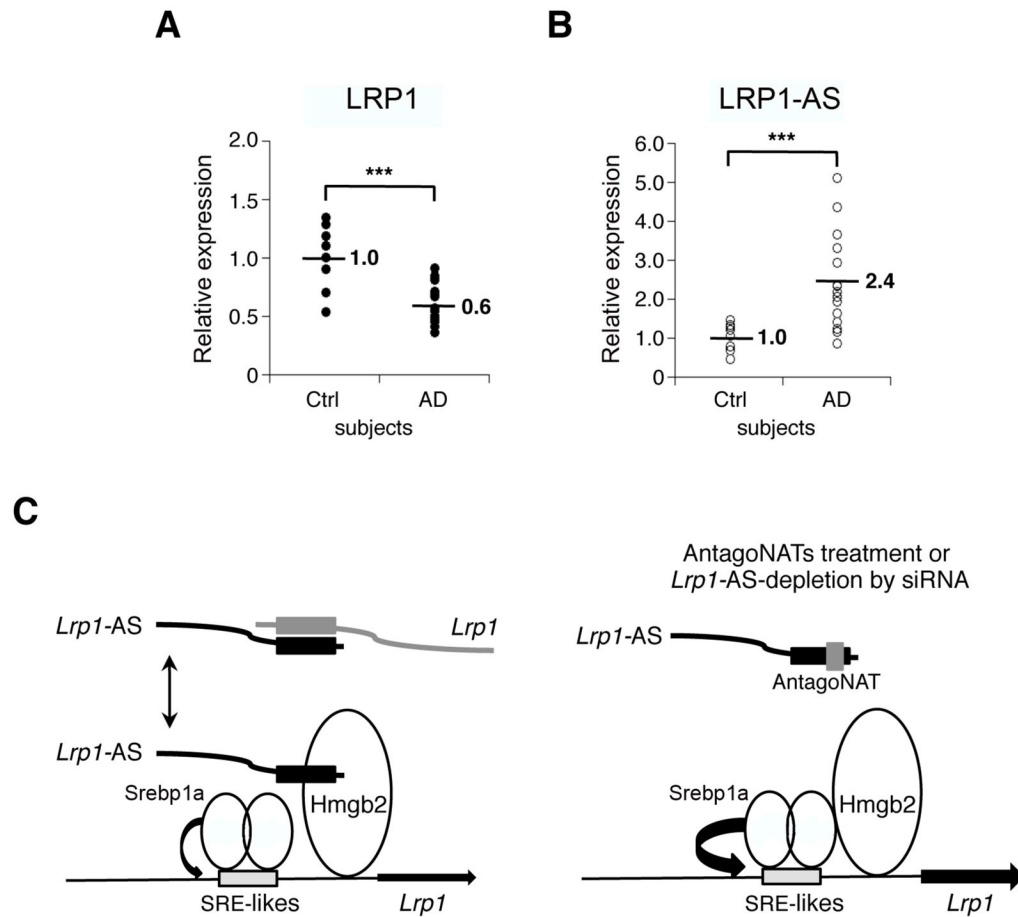 A
LRP1
Relative expression
2.0
1.5
1.0
0.5
0
***
1.0
0.6
Ctrl
AD
subjects
B
LRP1-AS
Relative expression
6.0
5.0
4.0
3.0
2.0
1.0
0
***
1.0
2.4
Ctrl
AD
subjects
C
Lrp1-AS
Lrp1
Lrp1-AS
Srebp1a
Hmgb2
SRE-likes
Lrp1
AntagoNATs treatment or
Lrp1-AS-depletion by siRNA
Lrp1-AS
AntagoNAT
Srebp1a
Hmgb2
SRE-likes
Lrp1